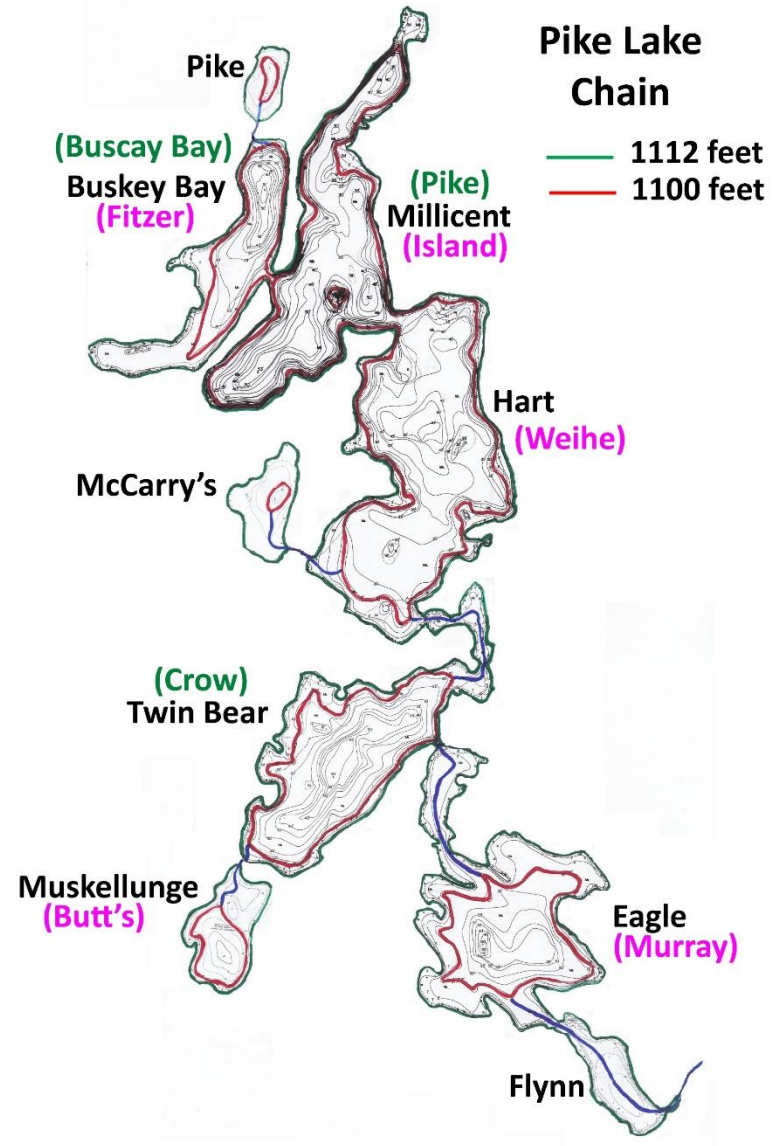 Pike Lake
Chain
1112 feet
1100 feet
Pike
(Buscay Bay)
Buskey Bay
(Fitzer)
(Pike)
Millicent
(Island)
Hart
(Weihe)
McCarry’s
(Crow)
Twin Bear
Muskellunge
(Butt’s)
Eagle
(Murray)
Flynn